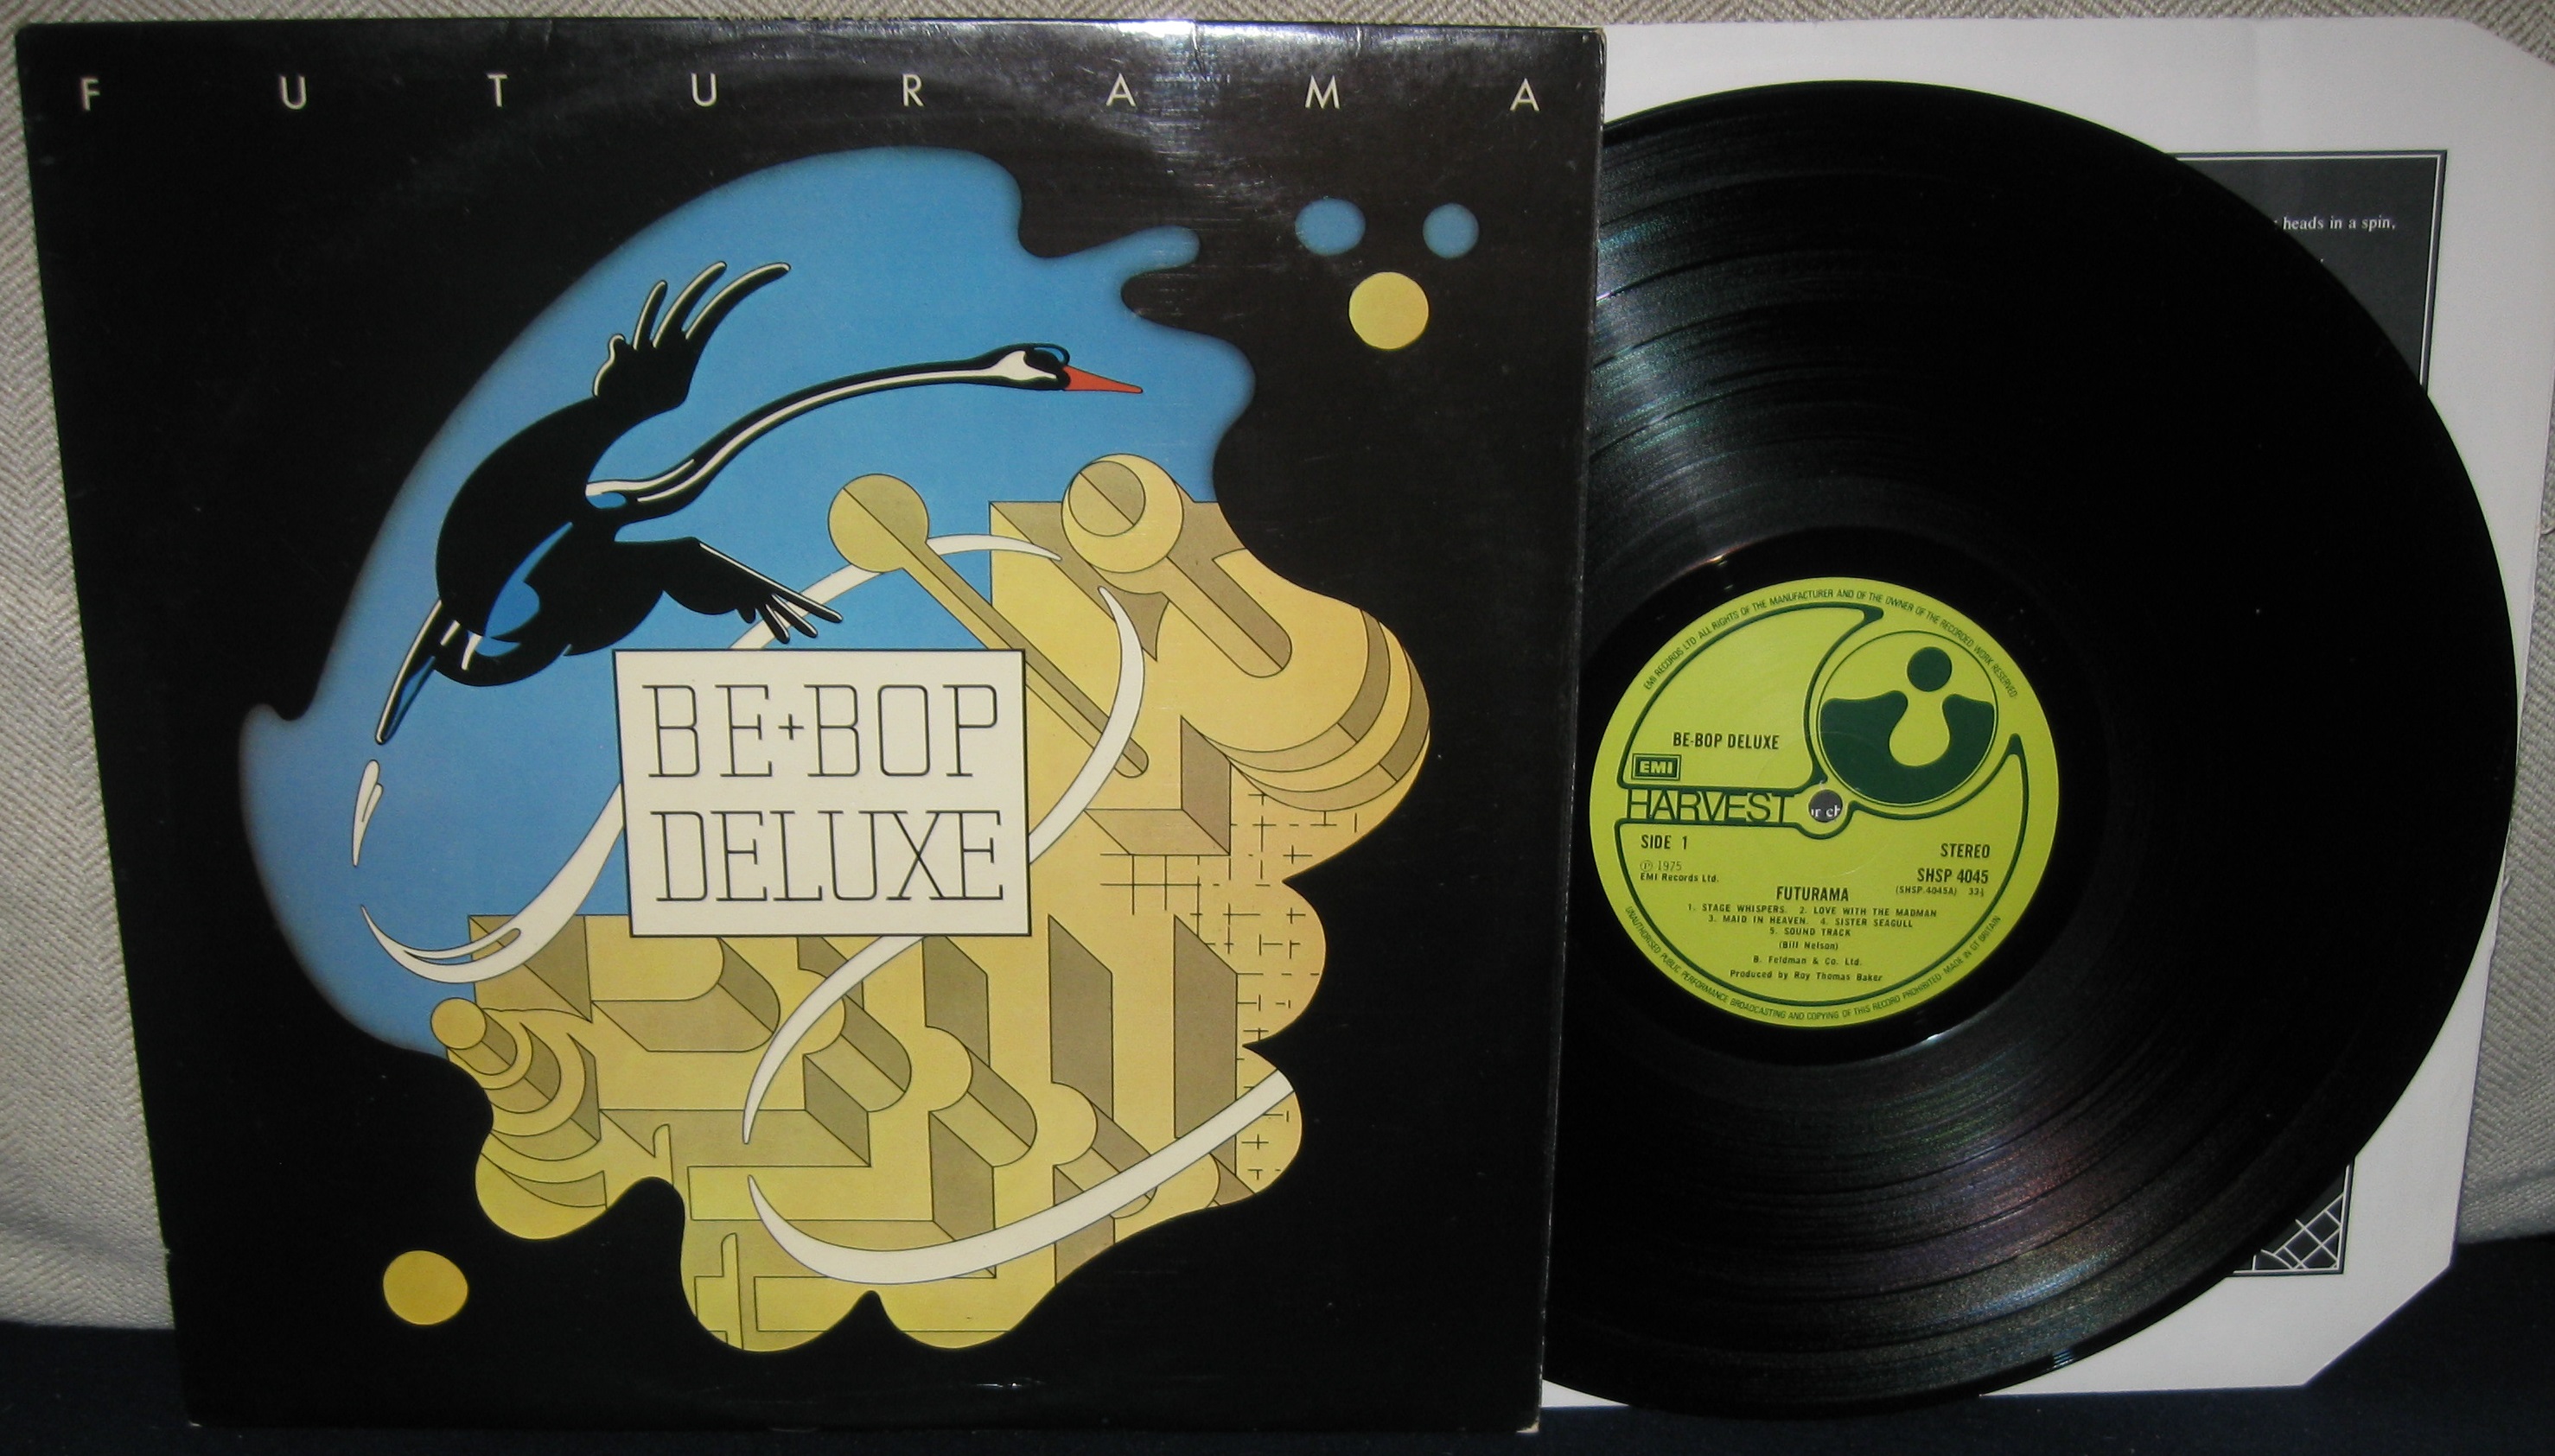 FUTURAMA
BE+BOP
DELUXE
heads in a spin,
EMI RECORDS LTD ALL RIGHTS OF THE MANUFACTURER AND OF THE OWNER OF THE RECORDED WORK RESERVED
BE-BOP DELUXE
EMI
HARVEST
SIDE 1
STEREO
℗ 1975
EMI Records Ltd.
SHSP 4045
(SHSP.4045A) 33⅓
FUTURAMA
1. STAGE WHISPERS. 2. LOVE WITH THE MADMAN
3. MAID IN HEAVEN. 4. SISTER SEAGULL
5. SOUND TRACK
(Bill Nelson)
B. Feldman & Co. Ltd.
Produced by Roy Thomas Baker
UNAUTHORISED PUBLIC PERFORMANCE BROADCASTING AND COPYING OF THIS RECORD PROHIBITED MADE IN GT BRITAIN